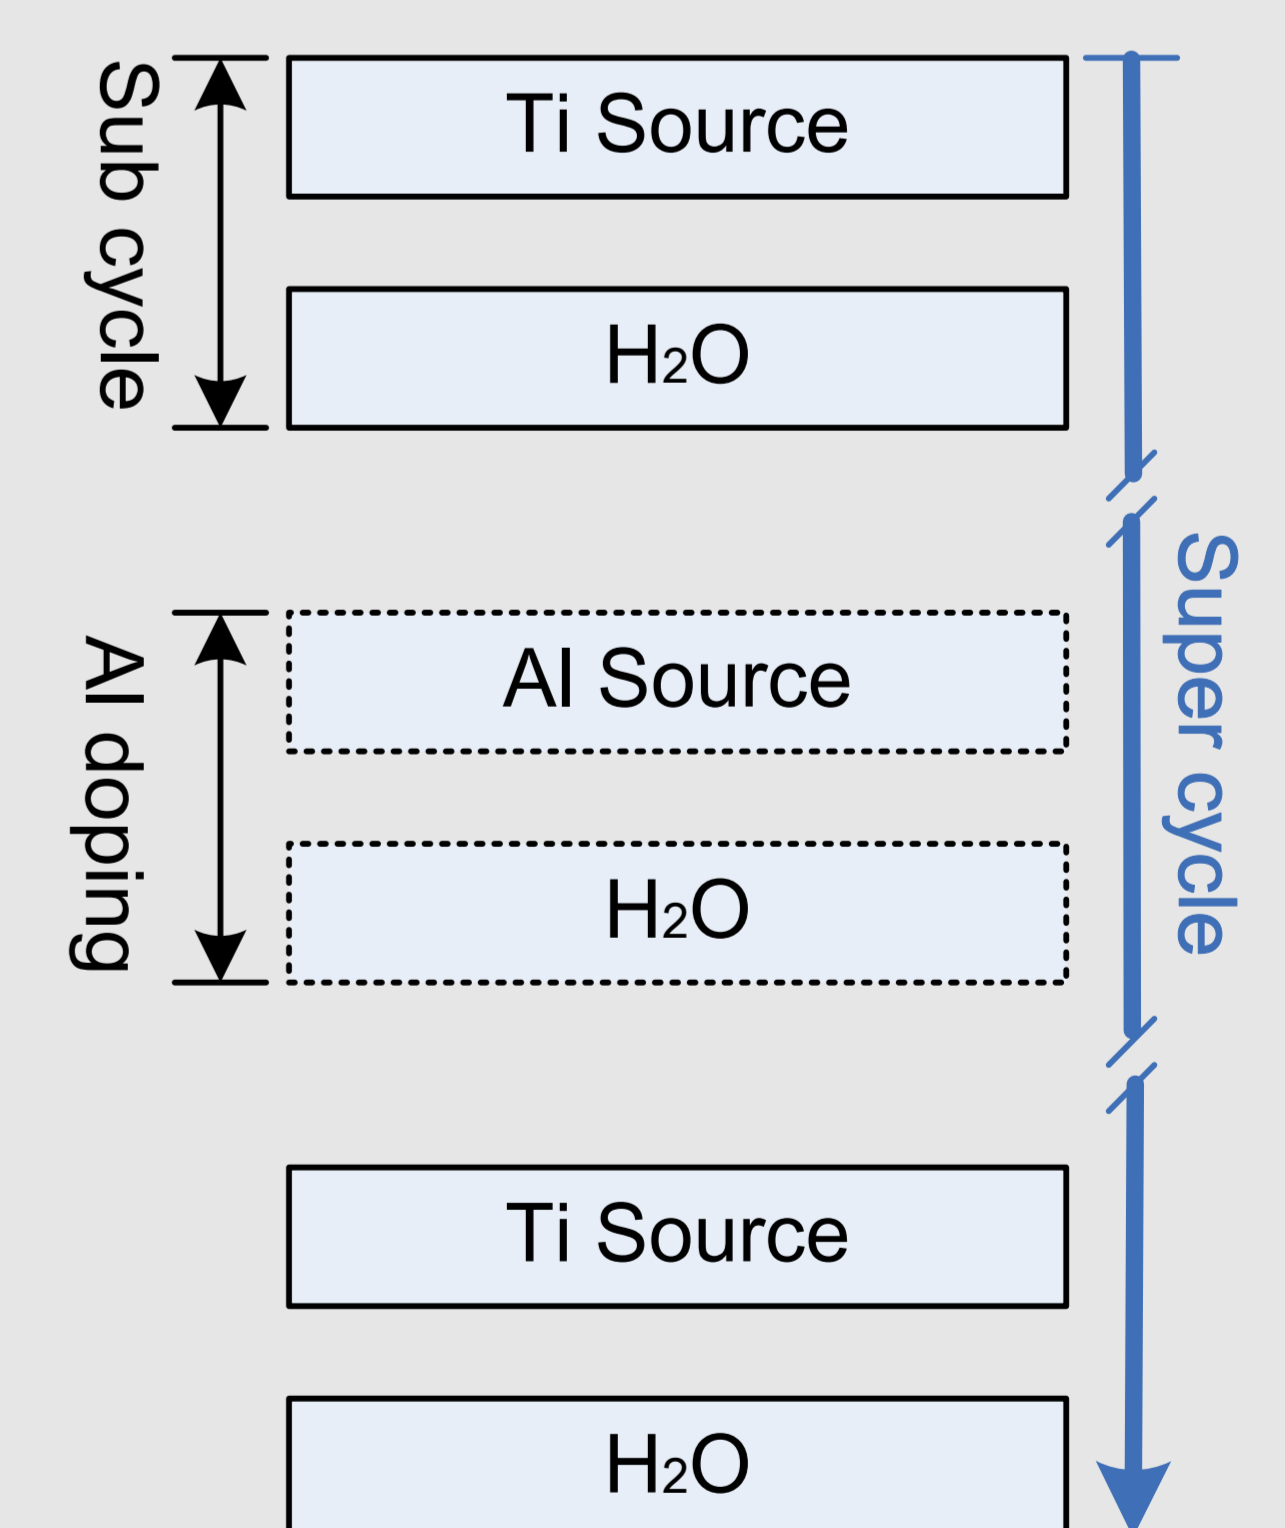 Sub cycle
Ti Source
H₂O
Al doping
Al Source
H₂O
Super cycle
Ti Source
H₂O